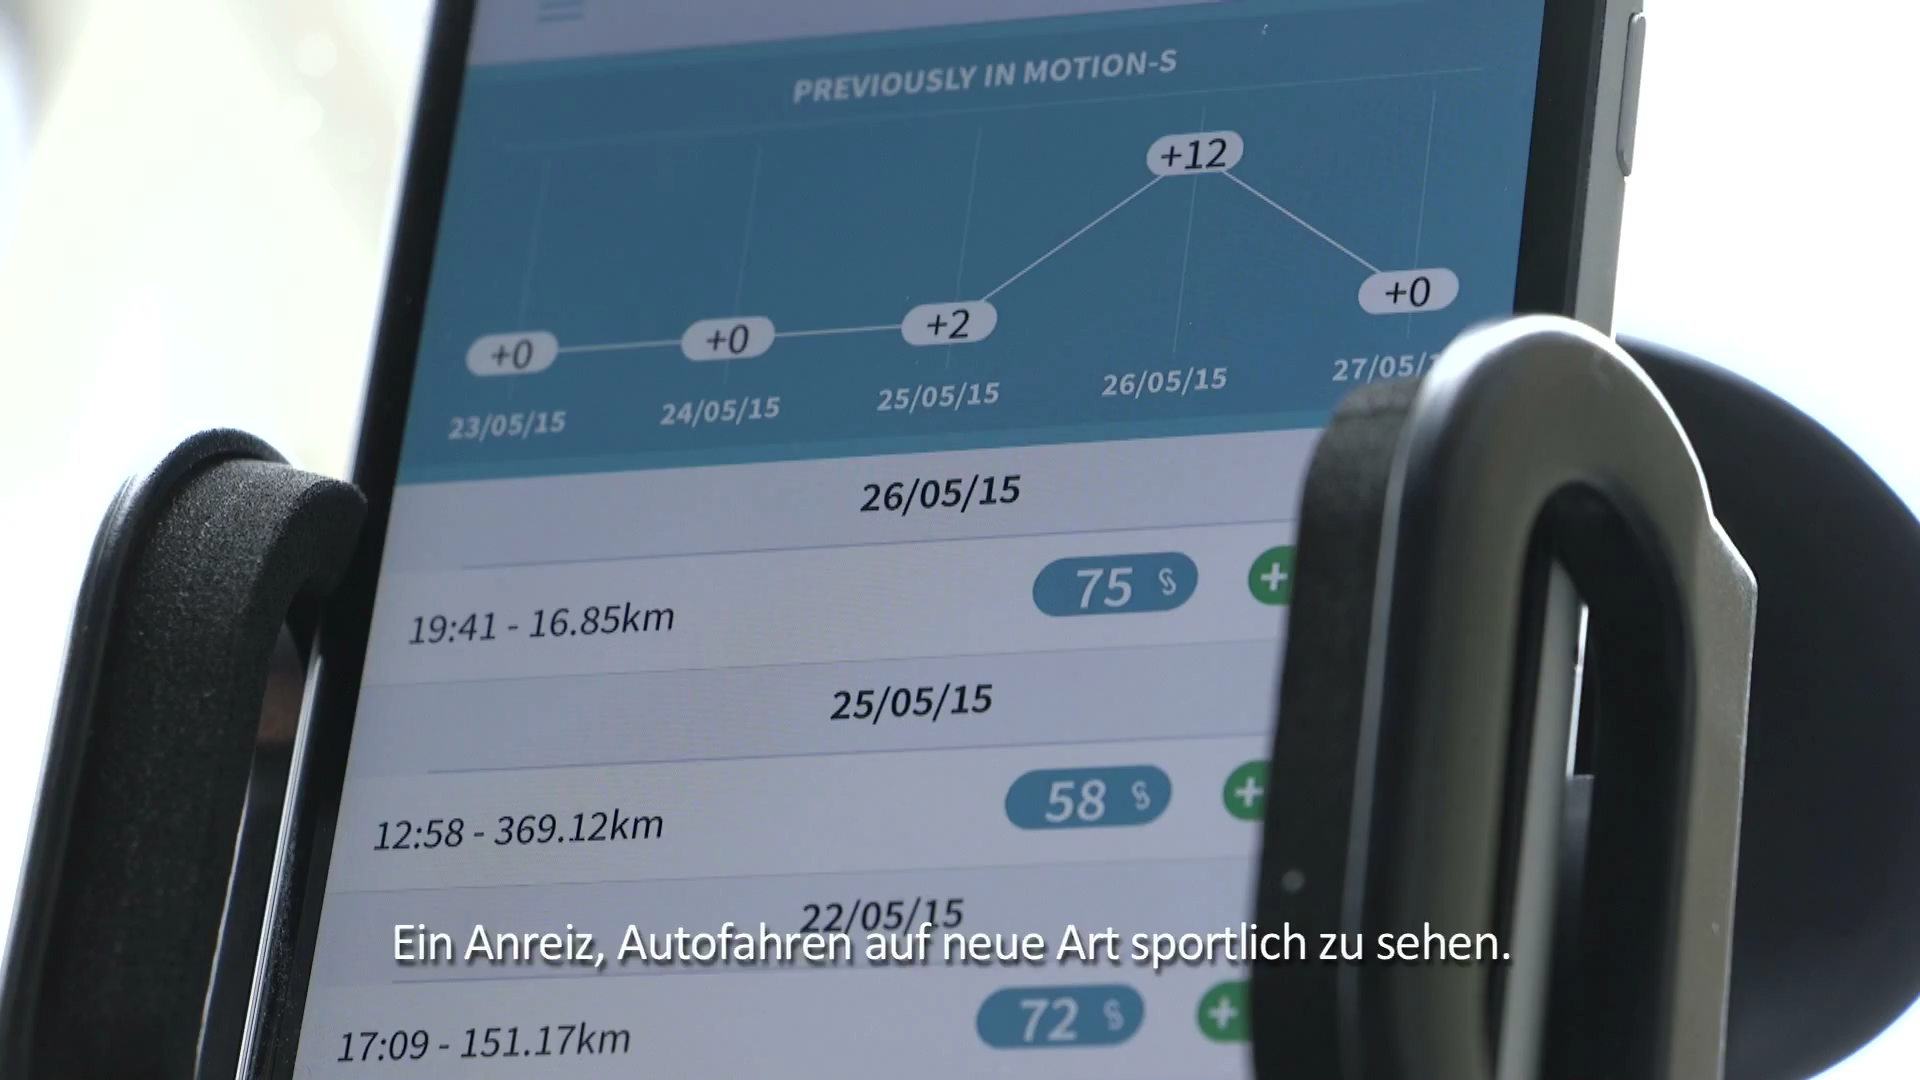 PREVIOUSLY IN MOTION-S
+12
+0
+2
+0
+0
23/05/15 24/05/15 25/05/15 26/05/15 27/05/
26/05/15
19:41 - 16.85km 75 +
25/05/15
12:58 - 369.12km 58 +
22/05/15
Ein Anreiz, Autofahren auf neue Art sportlich zu sehen.
17:09 - 151.17km 72 +